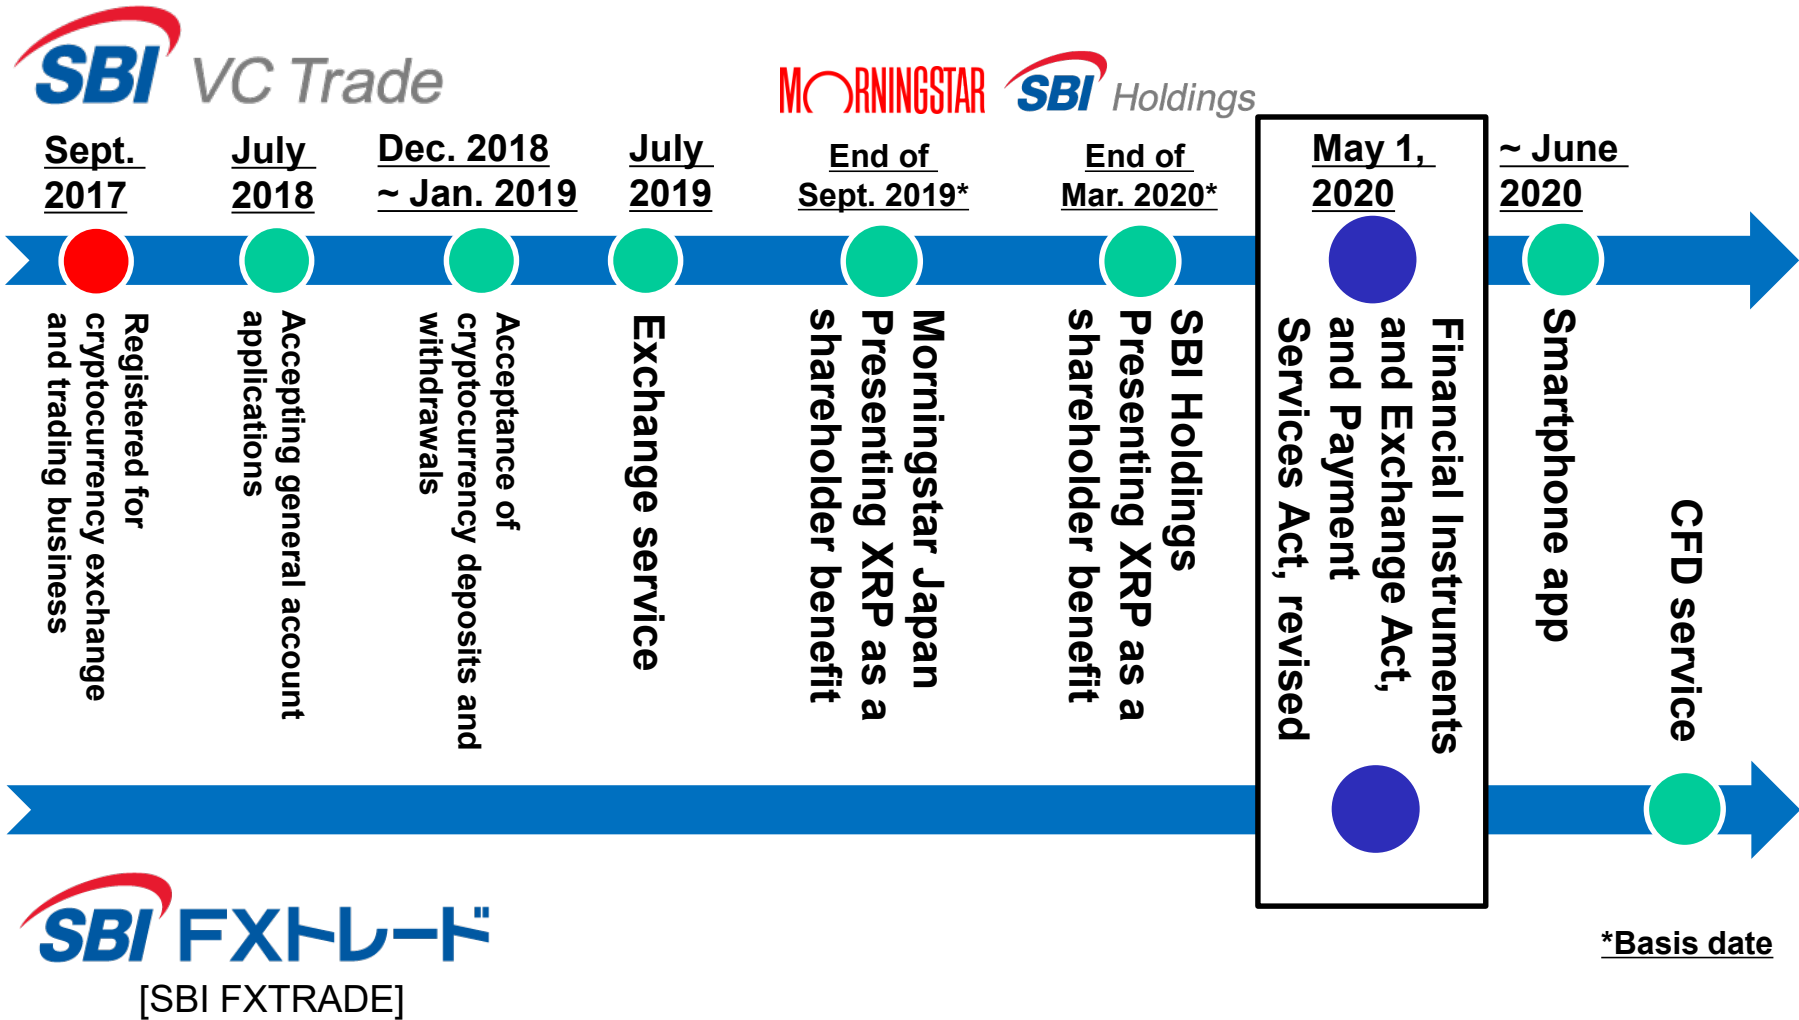 SBI VC Trade
MORNINGSTAR
SBI Holdings
Sept.
2017
July
2018
Dec. 2018
~ Jan. 2019
July
2019
End of
Sept. 2019*
End of
Mar. 2020*
May 1,
2020
~ June
2020
Registered for
cryptocurrency exchange
and trading business
Accepting general account
applications
Acceptance of
cryptocurrency deposits and
withdrawals
Exchange service
Morningstar Japan
Presenting XRP as a
shareholder benefit
SBI Holdings
Presenting XRP as a
shareholder benefit
Financial Instruments
and Exchange Act,
and Payment
Services Act, revised
Smartphone app
CFD service
SBI FXトレード
[SBI FXTRADE]
*Basis date